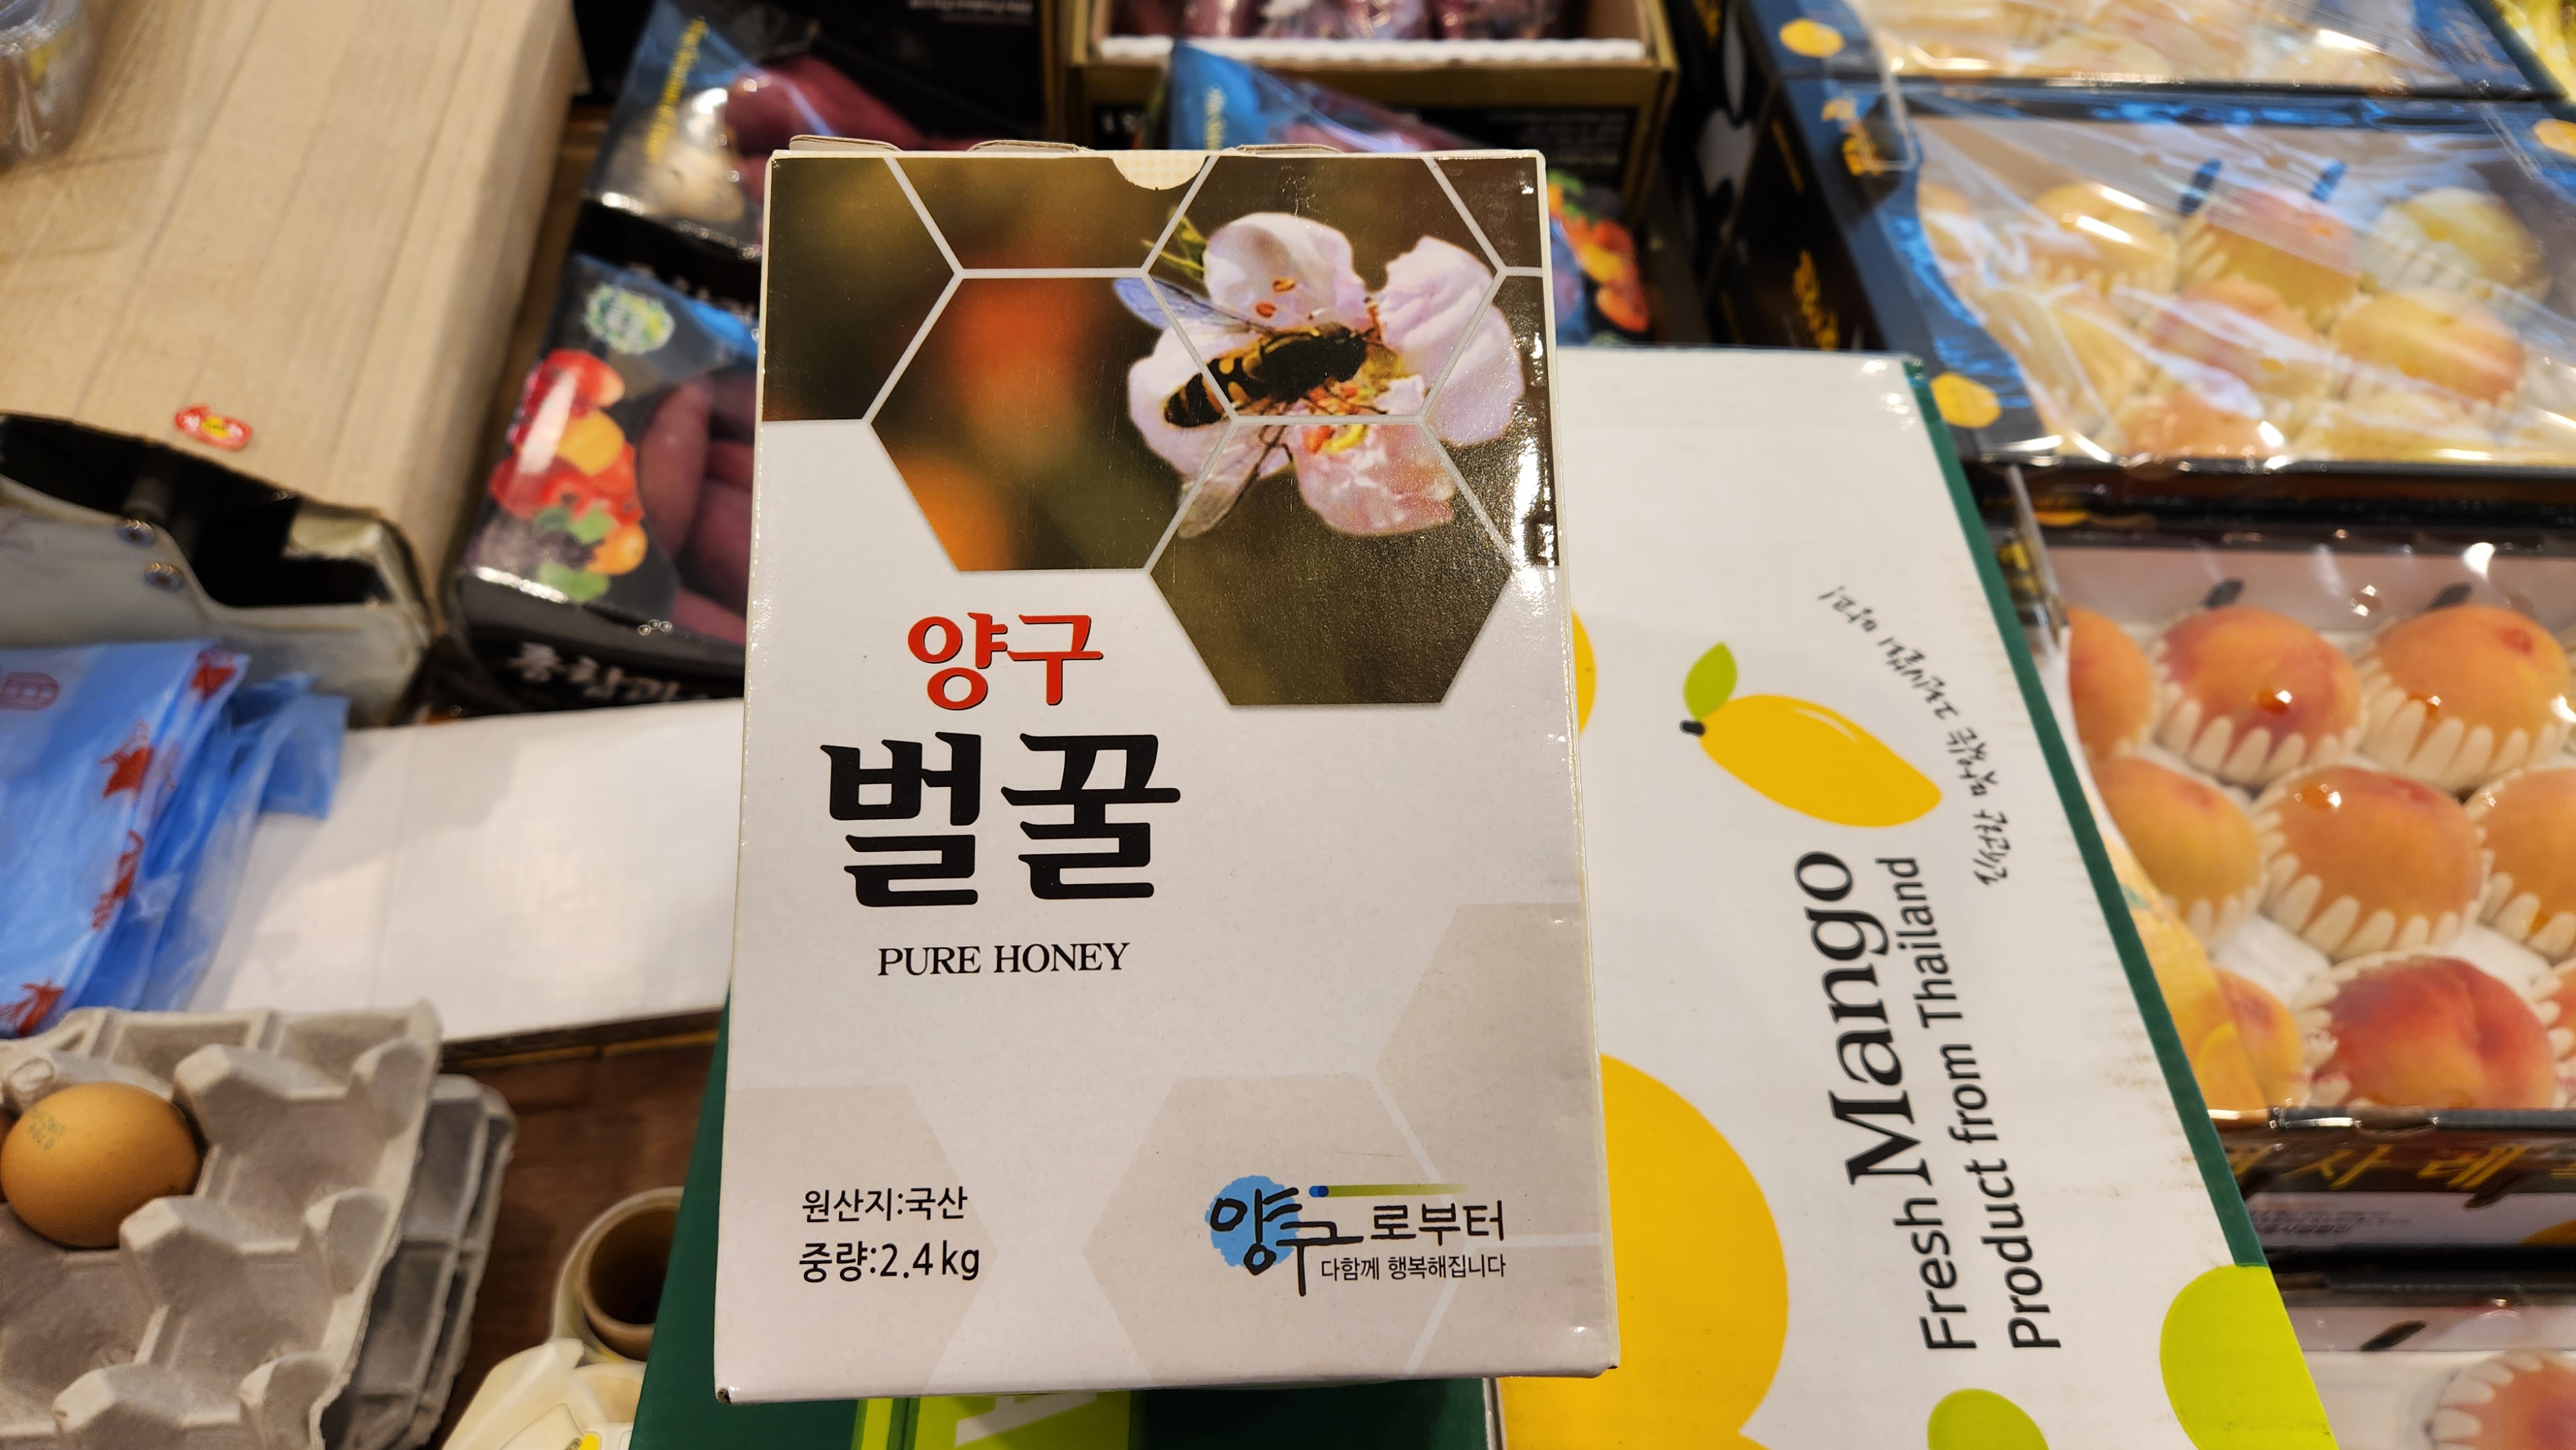 양구
벌꿀
PURE HONEY
원산지:국산
중량:2.4kg
양구로부터
다함께 행복해집니다
Fresh Mango
Product from Thailand